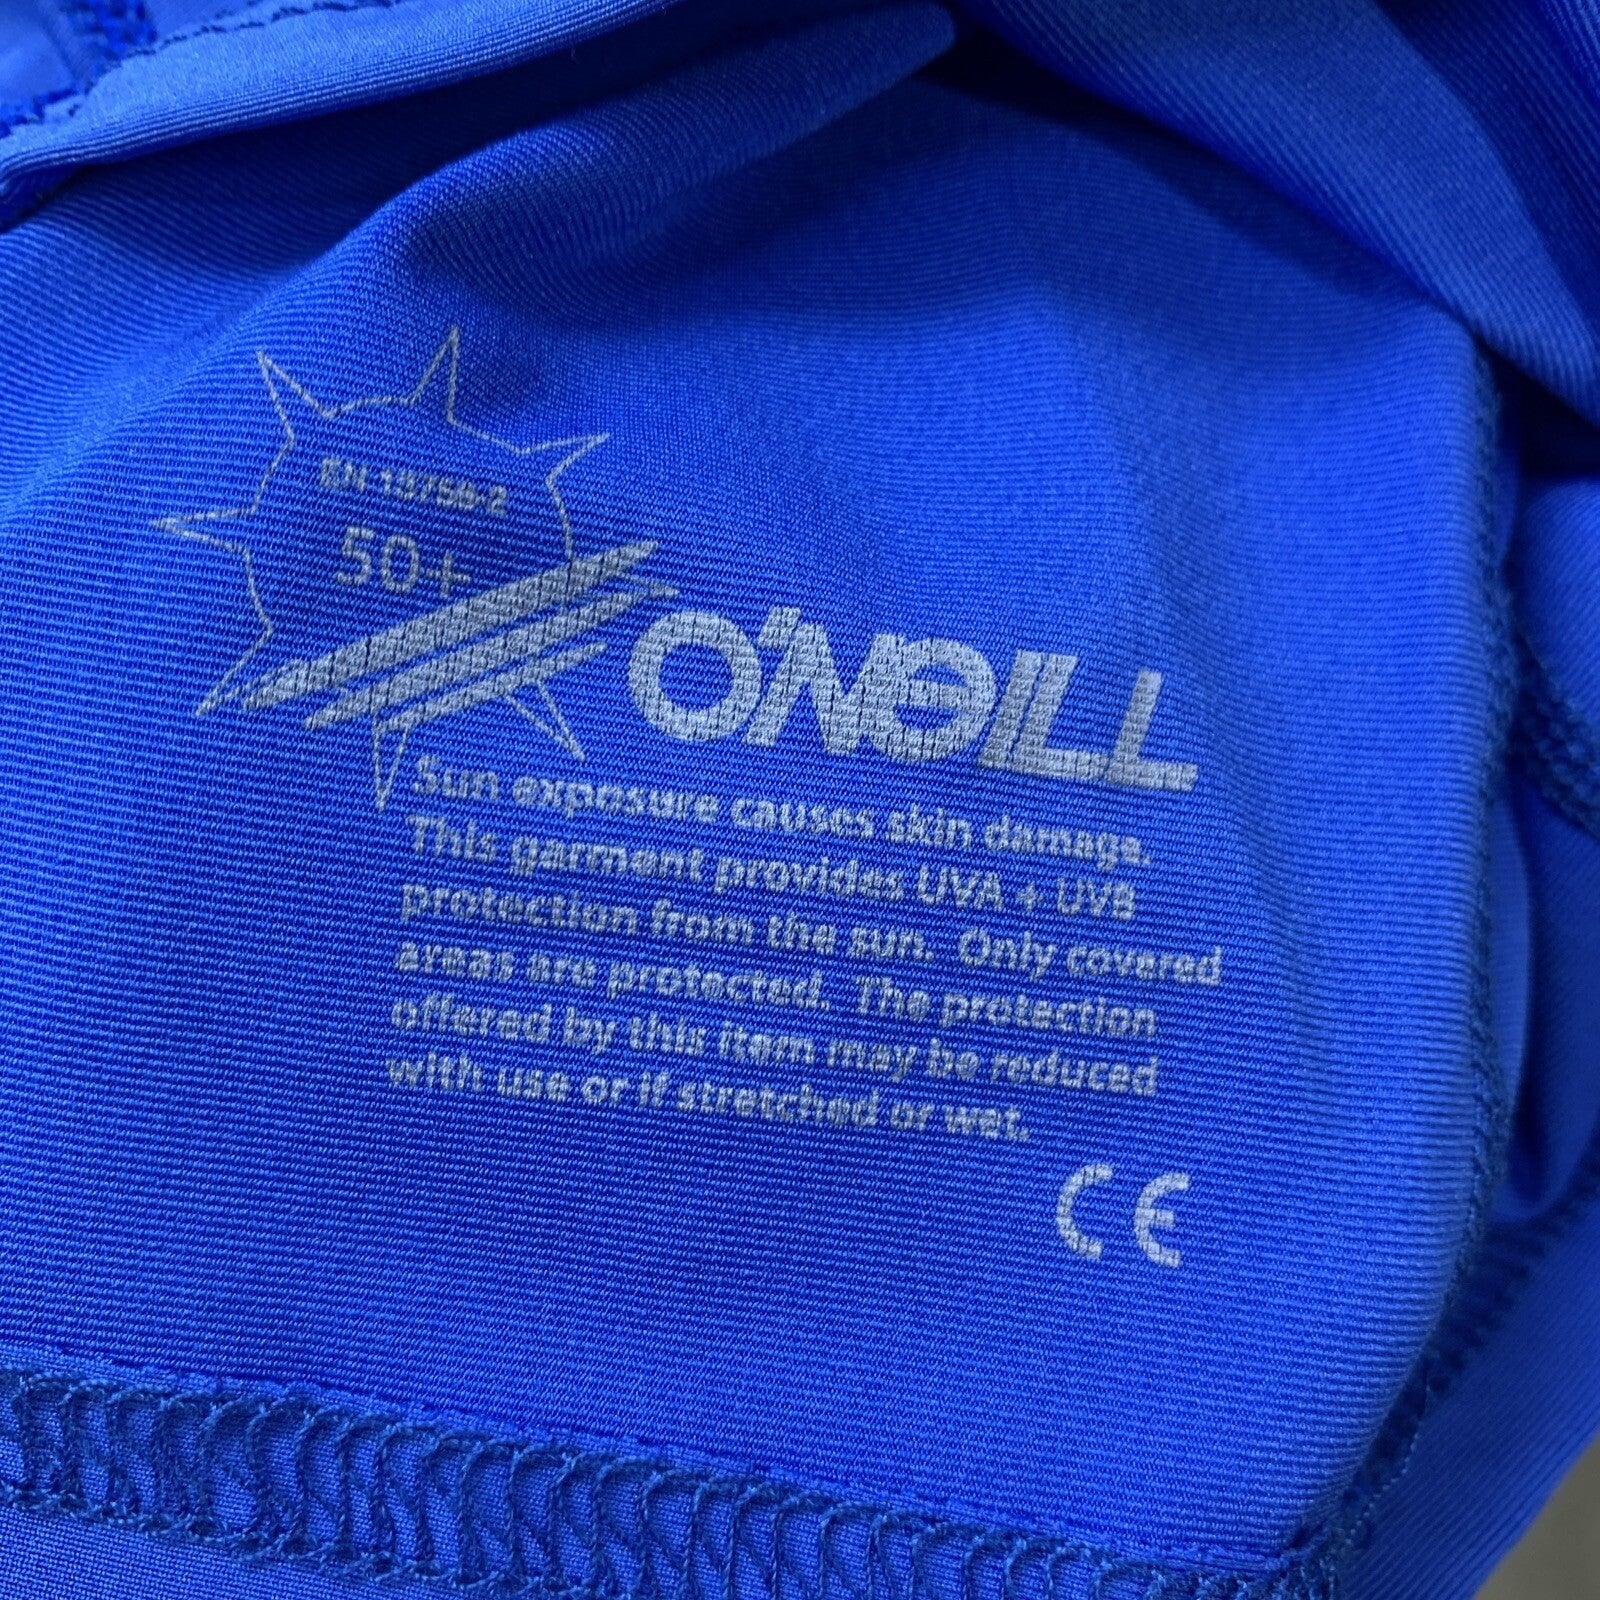 EN 13758-2
50+
O'NEILL
Sun exposure causes skin damage.
This garment provides UVA + UVB
protection from the sun. Only covered
areas are protected. The protection
offered by this item may be reduced
with use or if stretched or wet.
CE